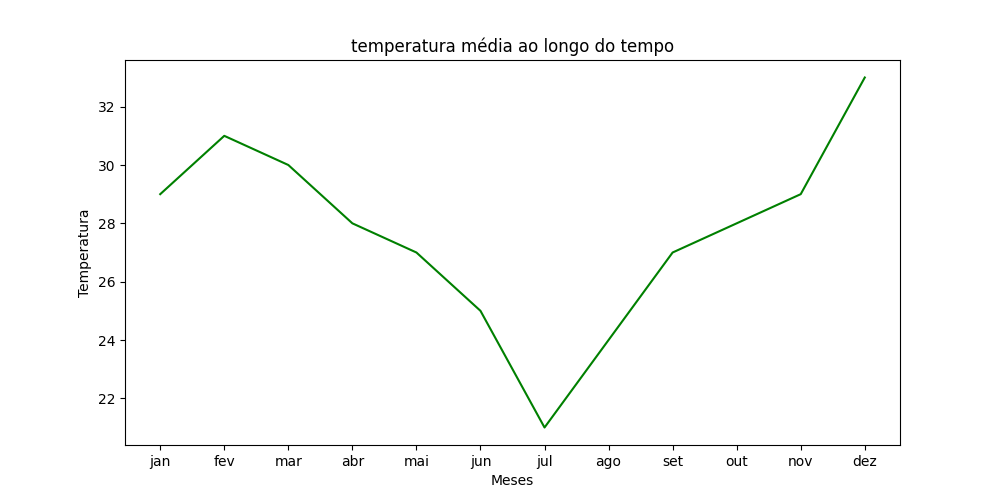 temperatura média ao longo do tempo
Temperatura
32
30
28
26
24
22
jan fev mar abr mai jun jul ago set out nov dez
Meses